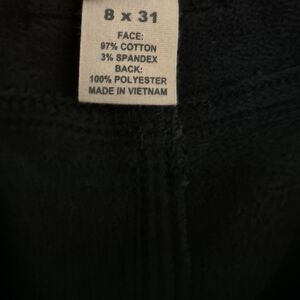 8 x 31
FACE:
97% COTTON
3% SPANDEX
BACK:
100% POLYESTER
MADE IN VIETNAM